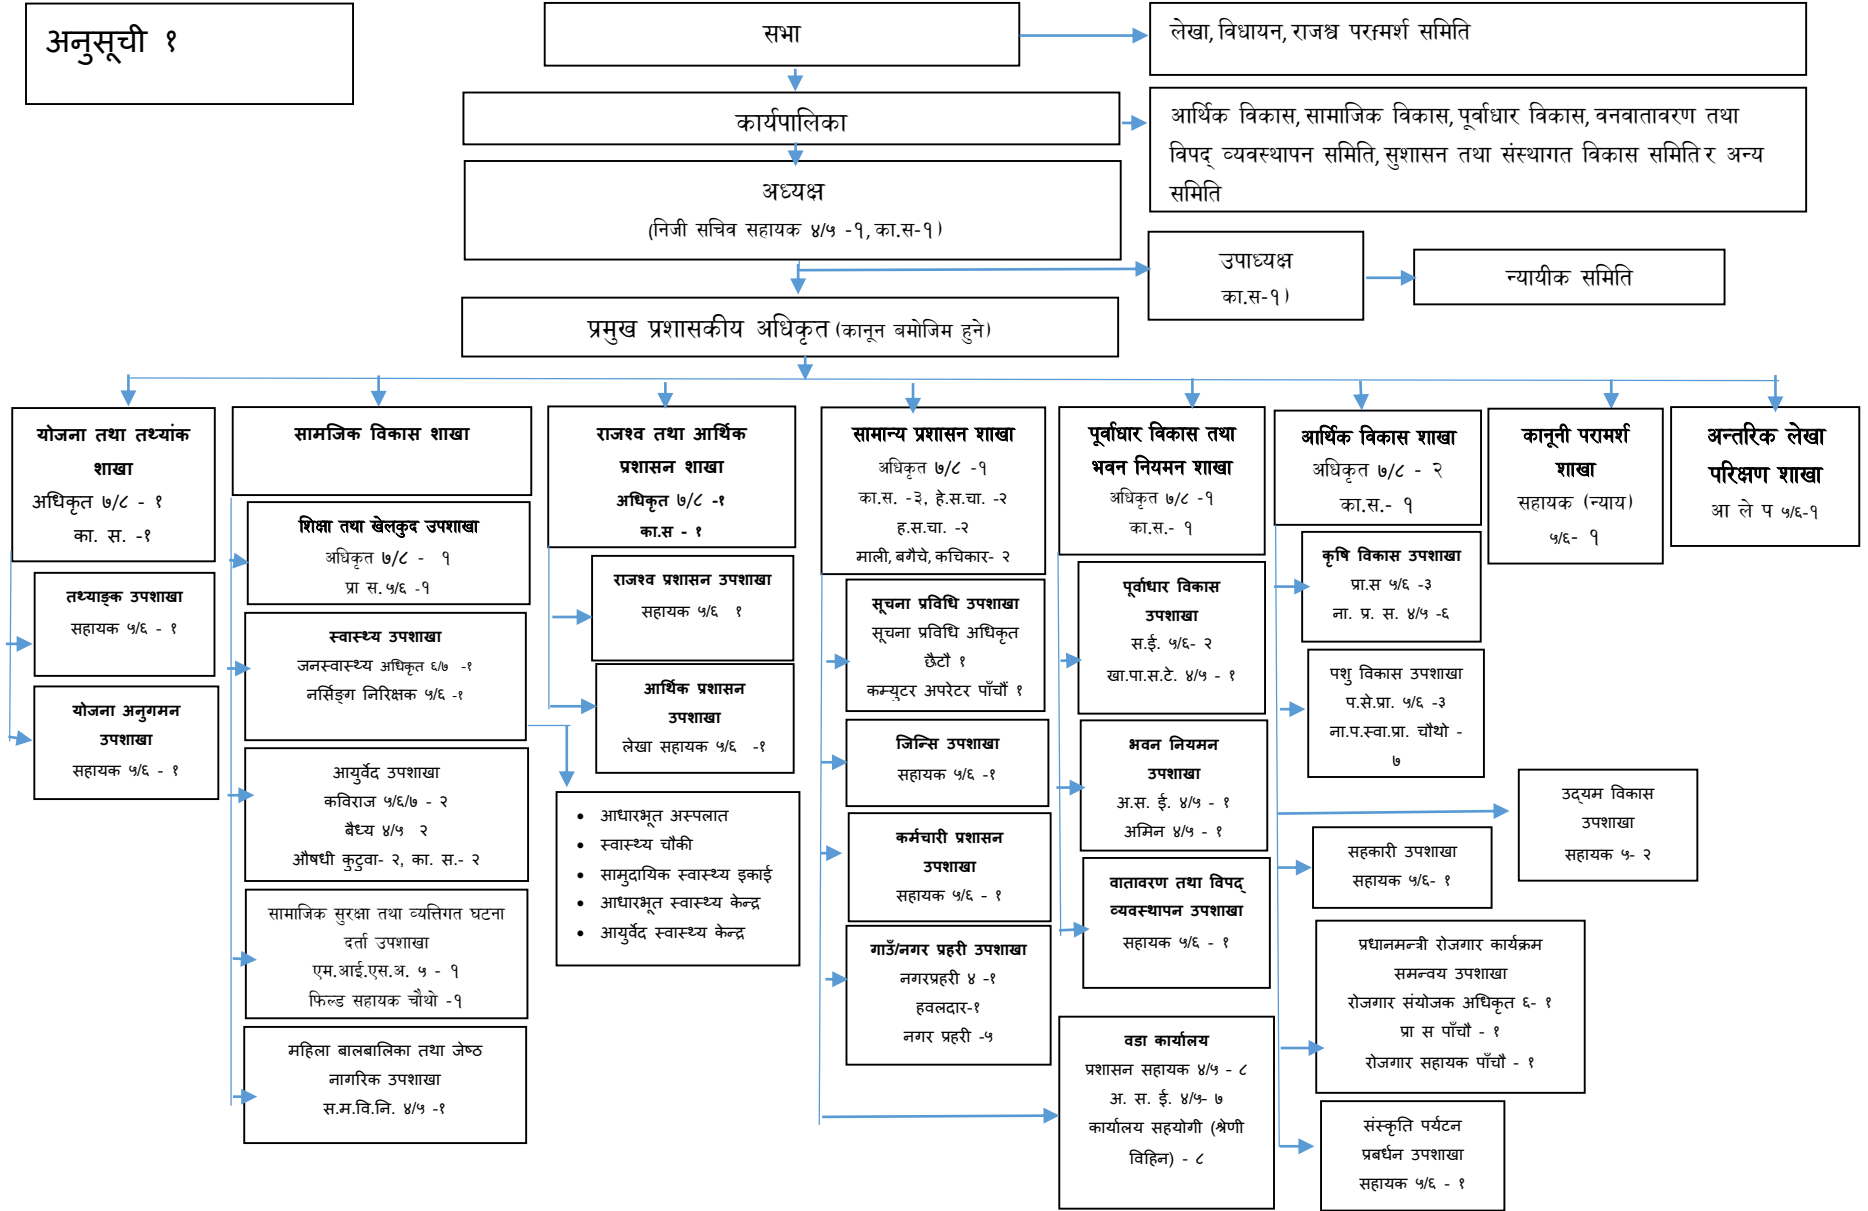 अनुसूची १
सभा
लेखा, विधायन, राजश्व परामर्श समिति
कार्यपालिका
आर्थिक विकास, सामाजिक विकास, पूर्वाधार विकास, वनवातावरण तथा
विपद् व्यवस्थापन समिति, सुशासन तथा संस्थागत विकास समिति र अन्य
समिति
अध्यक्ष
(निजी सचिव सहायक ४/५ -१, का.स-१)
उपाध्यक्ष
का.स-१)
न्यायीक समिति
प्रमुख प्रशासकीय अधिकृत (कानून बमोजिम हुने)
योजना तथा तथ्यांक
शाखा
अधिकृत ७/८ - १
का. स. -१
तथ्याङ्क उपशाखा
सहायक ५/६ - १
योजना अनुगमन
उपशाखा
सहायक ५/६ - १
सामजिक विकास शाखा
शिक्षा तथा खेलकुद उपशाखा
अधिकृत ७/८ - १
प्रा स. ५/६ -१
स्वास्थ्य उपशाखा
जनस्वास्थ्य अधिकृत ६/७ -१
नर्सिङ्ग निरिक्षक ५/६ -१
आयुर्वेद उपशाखा
कविराज ५/६/७ - २
बैध्य ४/५ २
औषधी कुटुवा- २, का. स.- २
सामाजिक सुरक्षा तथा व्यत्तिगत घटना
दर्ता उपशाखा
एम.आई.एस.अ. ५ - १
फिल्ड सहायक चौथो -१
महिला बालबालिका तथा जेष्ठ
नागरिक उपशाखा
स.म.वि.नि. ४/५ -१
राजश्व तथा आर्थिक
प्रशासन शाखा
अधिकृत ७/८ -१
का.स - १
राजश्व प्रशासन उपशाखा
सहायक ५/६ १
आर्थिक प्रशासन
उपशाखा
लेखा सहायक ५/६ -१
• आधारभूत अस्पलात
• स्वास्थ्य चौकी
• सामुदायिक स्वास्थ्य इकाई
• आधारभूत स्वास्थ्य केन्द्र
• आयुर्वेद स्वास्थ्य केन्द्र
सामान्य प्रशासन शाखा
अधिकृत ७/८ -१
का.स. -३, हे.स.चा. -२
ह.स.चा. -२
माली, बगैचे, कचिकार- २
सूचना प्रविधि उपशाखा
सूचना प्रविधि अधिकृत
छैटौ १
कम्युटर अपरेटर पाँचौं १
जिन्सि उपशाखा
सहायक ५/६ -१
कर्मचारी प्रशासन
उपशाखा
सहायक ५/६ - १
गाउँ/नगर प्रहरी उपशाखा
नगरप्रहरी ४ -१
हवलदार-१
नगर प्रहरी -५
पूर्वाधार विकास तथा
भवन नियमन शाखा
अधिकृत ७/८ -१
का.स.- १
पूर्वाधार विकास
उपशाखा
स.ई. ५/६- २
खा.पा.स.टे. ४/५ - १
भवन नियमन
उपशाखा
अ.स. ई. ४/५ - १
अमिन ४/५ - १
वातावरण तथा विपद्
व्यवस्थापन उपशाखा
सहायक ५/६ - १
वडा कार्यालय
प्रशासन सहायक ४/५ - ८
अ. स. ई. ४/५- ७
कार्यालय सहयोगी (श्रेणी
विहिन) - ८
आर्थिक विकास शाखा
अधिकृत ७/८ - २
का.स.- १
कृषि विकास उपशाखा
प्रा.स ५/६ -३
ना. प्र. स. ४/५ -६
पशु विकास उपशाखा
प.से.प्रा. ५/६ -३
ना.प.स्वा.प्रा. चौथो -
७
उद्यम विकास
उपशाखा
सहायक ५- २
सहकारी उपशाखा
सहायक ५/६- १
प्रधानमन्त्री रोजगार कार्यक्रम
समन्वय उपशाखा
रोजगार संयोजक अधिकृत ६- १
प्रा स पाँचौ - १
रोजगार सहायक पाँचौ - १
संस्कृति पर्यटन
प्रबर्धन उपशाखा
सहायक ५/६ - १
कानूनी परामर्श
शाखा
सहायक (न्याय)
५/६- १
अन्तरिक लेखा
परिक्षण शाखा
आ ले प ५/६-१